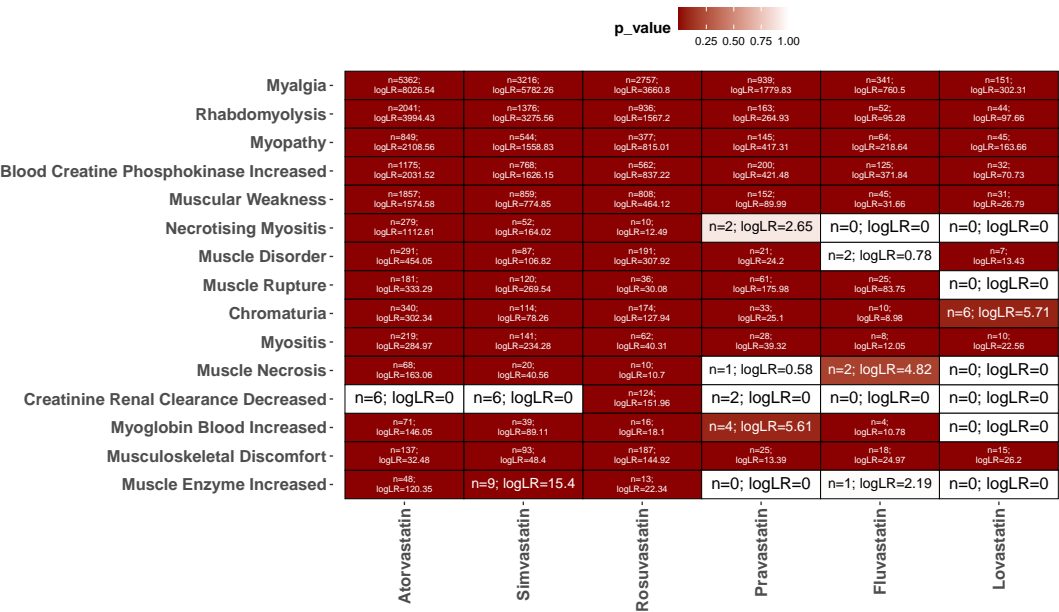 p_value
0.25 0.50 0.75 1.00
Myalgia
n=5362; n=3216; n=2757; n=939; n=341; n=151;
logLR=8026.54 logLR=5782.26 logLR=3660.8 logLR=1779.83 logLR=760.5 logLR=302.31
Rhabdomyolysis
n=2041; n=1376; n=936; n=163; n=52; n=44;
logLR=3994.43 logLR=3275.56 logLR=1567.2 logLR=264.93 logLR=95.28 logLR=97.66
Myopathy
n=849; n=544; n=377; n=145; n=64; n=45;
logLR=2108.56 logLR=1558.83 logLR=815.01 logLR=417.31 logLR=218.64 logLR=163.66
Blood Creatine Phosphokinase Increased
n=1175; n=768; n=562; n=200; n=125; n=32;
logLR=2031.52 logLR=1626.15 logLR=837.22 logLR=421.48 logLR=371.84 logLR=70.73
Muscular Weakness
n=1857; n=859; n=808; n=152; n=45; n=31;
logLR=1574.58 logLR=774.85 logLR=464.12 logLR=89.99 logLR=31.66 logLR=26.79
Necrotising Myositis
n=279; n=52; n=10; n=2; logLR=2.65 n=0; logLR=0 n=0; logLR=0
logLR=1112.61 logLR=164.02 logLR=12.49
Muscle Disorder
n=291; n=87; n=191; n=21; n=2; logLR=0.78 n=7;
logLR=454.05 logLR=106.82 logLR=307.92 logLR=24.2 logLR=13.43
Muscle Rupture
n=181; n=120; n=36; n=61; n=25; n=0; logLR=0
logLR=333.29 logLR=269.54 logLR=30.08 logLR=175.98 logLR=83.75
Chromaturia
n=340; n=114; n=174; n=33; n=10; n=6; logLR=5.71
logLR=302.34 logLR=78.26 logLR=127.94 logLR=25.1 logLR=8.98
Myositis
n=219; n=141; n=62; n=28; n=8; n=10;
logLR=284.97 logLR=234.28 logLR=40.31 logLR=39.32 logLR=12.05 logLR=22.56
Muscle Necrosis
n=68; n=20; n=10; n=1; logLR=0.58 n=2; logLR=4.82 n=0; logLR=0
logLR=163.06 logLR=40.56 logLR=10.7
Creatinine Renal Clearance Decreased
n=6; logLR=0 n=6; logLR=0 n=124; n=2; logLR=0 n=0; logLR=0 n=0; logLR=0
logLR=151.96
Myoglobin Blood Increased
n=71; n=39; n=16; n=4; logLR=5.61 n=4; n=0; logLR=0
logLR=146.05 logLR=89.11 logLR=18.1 logLR=10.78
Musculoskeletal Discomfort
n=137; n=93; n=187; n=25; n=18; n=15;
logLR=32.48 logLR=48.4 logLR=144.92 logLR=13.39 logLR=24.97 logLR=26.2
Muscle Enzyme Increased
n=48; n=9; logLR=15.4 n=13; n=0; logLR=0 n=1; logLR=2.19 n=0; logLR=0
logLR=120.35 logLR=22.34
Atorvastatin
Simvastatin
Rosuvastatin
Pravastatin
Fluvastatin
Lovastatin